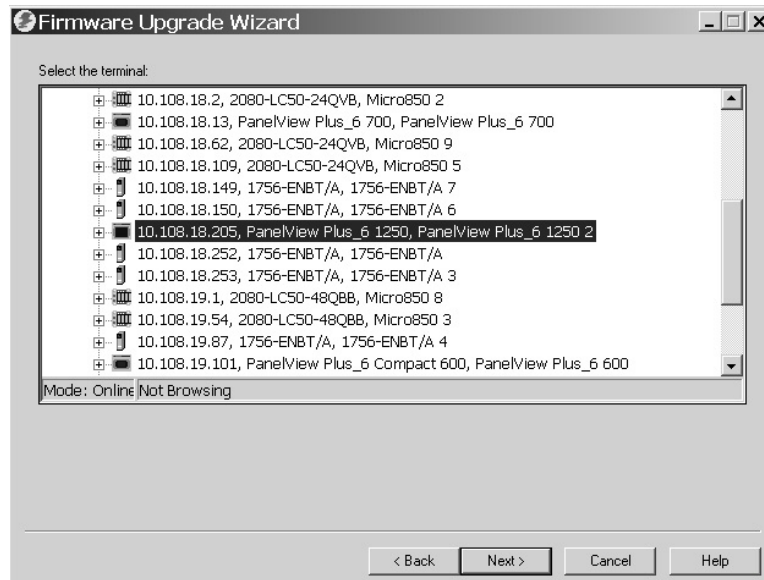 Firmware Upgrade Wizard
Select the terminal:
10.108.18.2, 2080-LC50-24QVB, Micro850 2
10.108.18.13, PanelView Plus_6 700, PanelView Plus_6 700
10.108.18.62, 2080-LC50-24QVB, Micro850 9
10.108.18.109, 2080-LC50-24QVB, Micro850 5
10.108.18.149, 1756-ENBT/A, 1756-ENBT/A 7
10.108.18.150, 1756-ENBT/A, 1756-ENBT/A 6
10.108.18.205, PanelView Plus_6 1250, PanelView Plus_6 1250 2
10.108.18.252, 1756-ENBT/A, 1756-ENBT/A
10.108.18.253, 1756-ENBT/A, 1756-ENBT/A 3
10.108.19.1, 2080-LC50-48QBB, Micro850 8
10.108.19.54, 2080-LC50-48QBB, Micro850 3
10.108.19.87, 1756-ENBT/A, 1756-ENBT/A 4
10.108.19.101, PanelView Plus_6 Compact 600, PanelView Plus_6 600
Mode: Online Not Browsing
< Back Next > Cancel Help